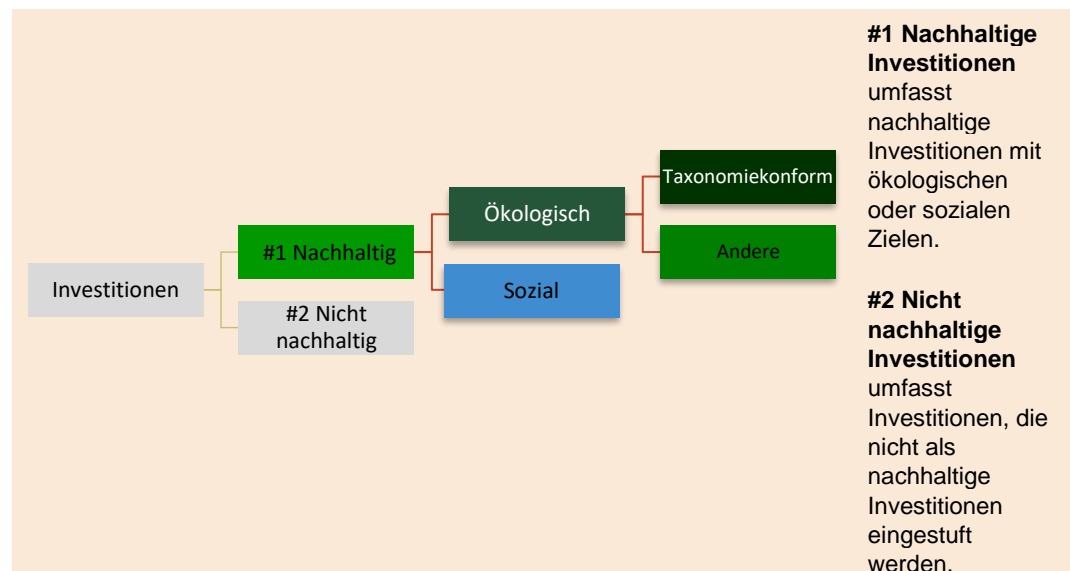 Investitionen
#1 Nachhaltig
#2 Nicht
nachhaltig
Ökologisch
Sozial
Taxonomiekonform
Andere
#1 Nachhaltige
Investitionen
umfasst
nachhaltige
Investitionen mit
ökologischen
oder sozialen
Zielen.
#2 Nicht
nachhaltige
Investitionen
umfasst
Investitionen, die
nicht als
nachhaltige
Investitionen
eingestuft
werden.